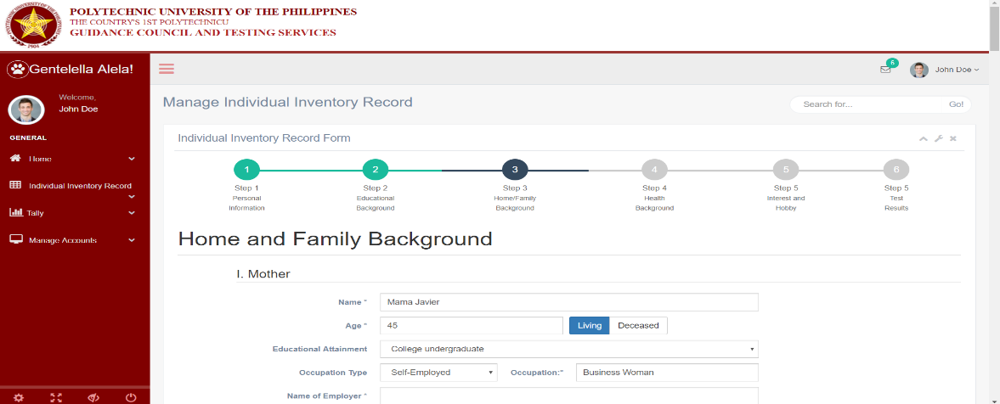 POLYTECHNIC UNIVERSITY OF THE PHILIPPINES
THE COUNTRY'S 1ST POLYTECHNICU
GUIDANCE COUNCIL AND TESTING SERVICES
1904
Gentelella Alela!
6
John Doe
Welcome,
John Doe
Manage Individual Inventory Record
Search for...
Go!
GENERAL
Home
Individual Inventory Record
Tally
Manage Accounts
Individual Inventory Record Form
1 2 3 4 5 6
Step 1 Step 2 Step 3 Step 4 Step 5 Step 5
Personal Educational Home/Family Health Interest and Test
Information Background Background Background Hobby Results
Home and Family Background
I. Mother
Name * Mama Javier
Age * 45 Living Deceased
Educational Attainment College undergraduate
Occupation Type Self-Employed Occupation:* Business Woman
Name of Employer *